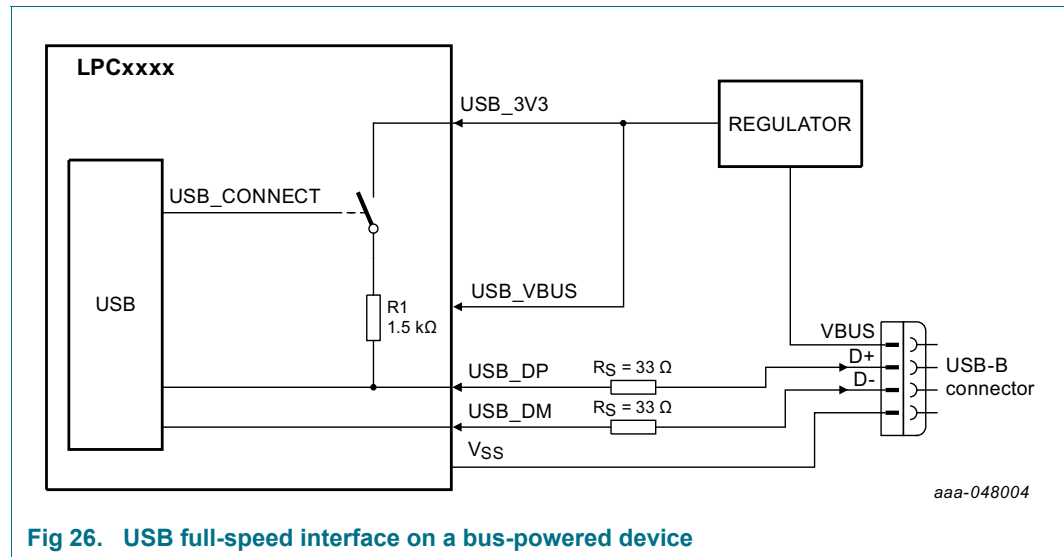 LPCxxxx
USB_3V3
REGULATOR
USB_CONNECT
USB
R1
1.5 kΩ
USB_VBUS
VBUS
D+
D-
USB-B
connector
USB_DP
RS = 33 Ω
USB_DM
RS = 33 Ω
VSS
aaa-048004
Fig 26. USB full-speed interface on a bus-powered device